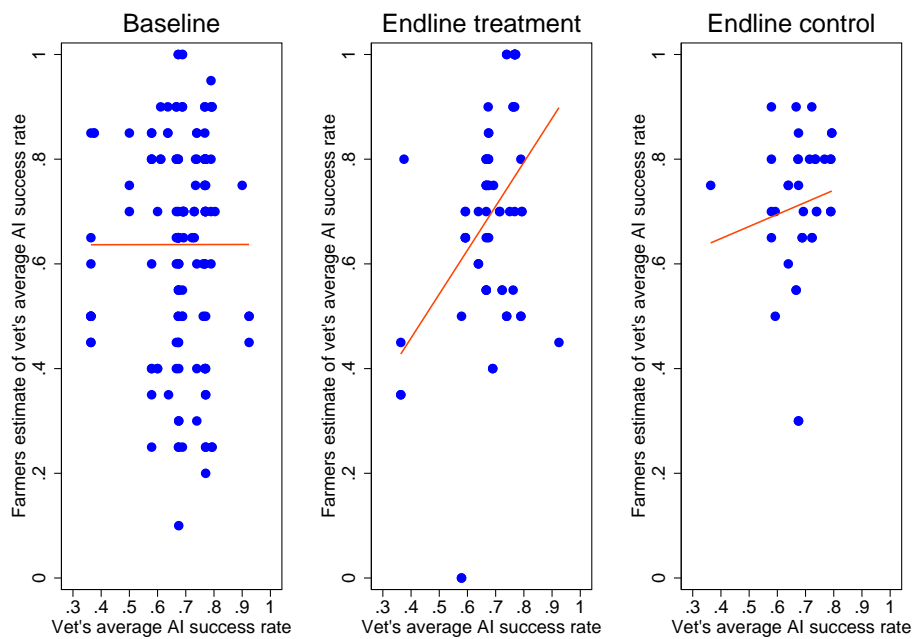 Baseline
Endline treatment
Endline control
Farmers estimate of vet's average AI success rate
0 .2 .4 .6 .8 1
.3 .4 .5 .6 .7 .8 .9 1
Vet's average AI success rate
Farmers estimate of vet's average AI success rate
0 .2 .4 .6 .8 1
.3 .4 .5 .6 .7 .8 .9 1
Vet's average AI success rate
Farmers estimate of vet's average AI success rate
0 .2 .4 .6 .8 1
.3 .4 .5 .6 .7 .8 .9 1
Vet's average AI success rate